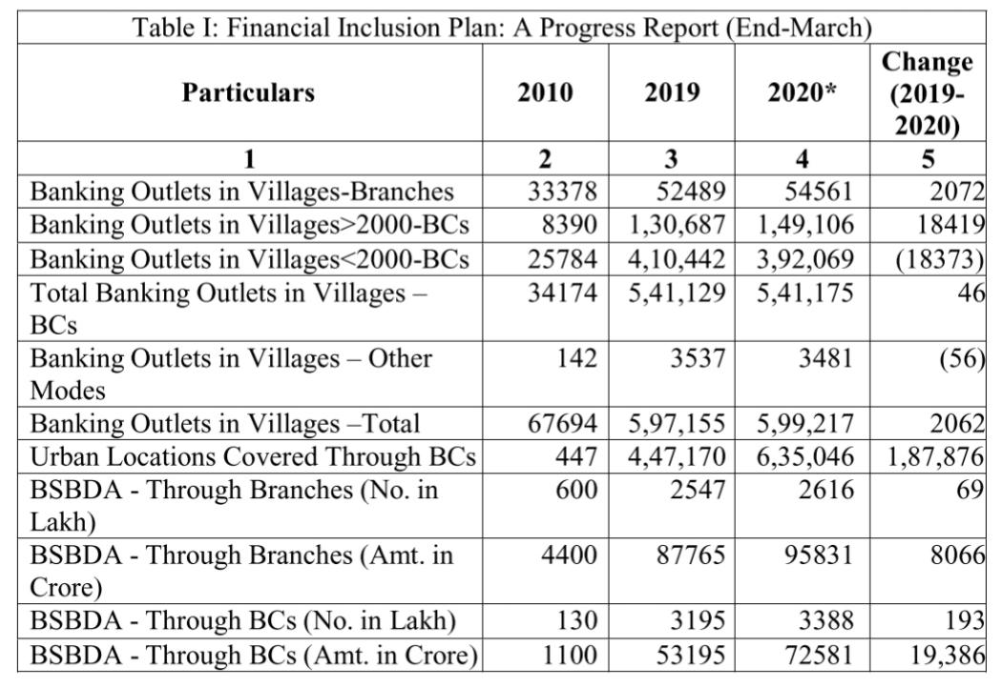 Table I: Financial Inclusion Plan: A Progress Report (End-March)
Particulars 2010 2019 2020* Change (2019-2020)
1 2 3 4 5
Banking Outlets in Villages-Branches 33378 52489 54561 2072
Banking Outlets in Villages>2000-BCs 8390 1,30,687 1,49,106 18419
Banking Outlets in Villages<2000-BCs 25784 4,10,442 3,92,069 (18373)
Total Banking Outlets in Villages – 34174 5,41,129 5,41,175 46
BCs
Banking Outlets in Villages – Other 142 3537 3481 (56)
Modes
Banking Outlets in Villages –Total 67694 5,97,155 5,99,217 2062
Urban Locations Covered Through BCs 447 4,47,170 6,35,046 1,87,876
BSBDA - Through Branches (No. in 600 2547 2616 69
Lakh)
BSBDA - Through Branches (Amt. in 4400 87765 95831 8066
Crore)
BSBDA - Through BCs (No. in Lakh) 130 3195 3388 193
BSBDA - Through BCs (Amt. in Crore) 1100 53195 72581 19,386